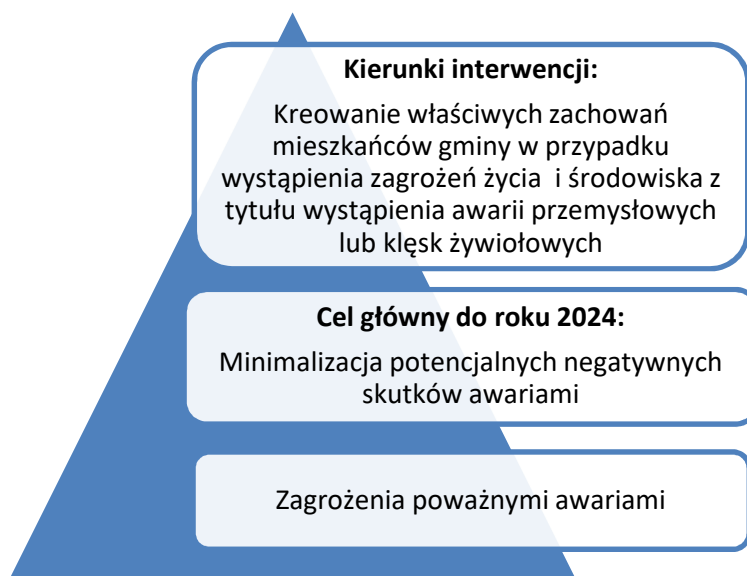 Kierunki interwencji:
Kreowanie właściwych zachowań
mieszkańców gminy w przypadku
wystąpienia zagrożeń życia  i środowiska z
tytułu wystąpienia awarii przemysłowych
lub klęsk żywiołowych
Cel główny do roku 2024:
Minimalizacja potencjalnych negatywnych
skutków awariami
Zagrożenia poważnymi awariami